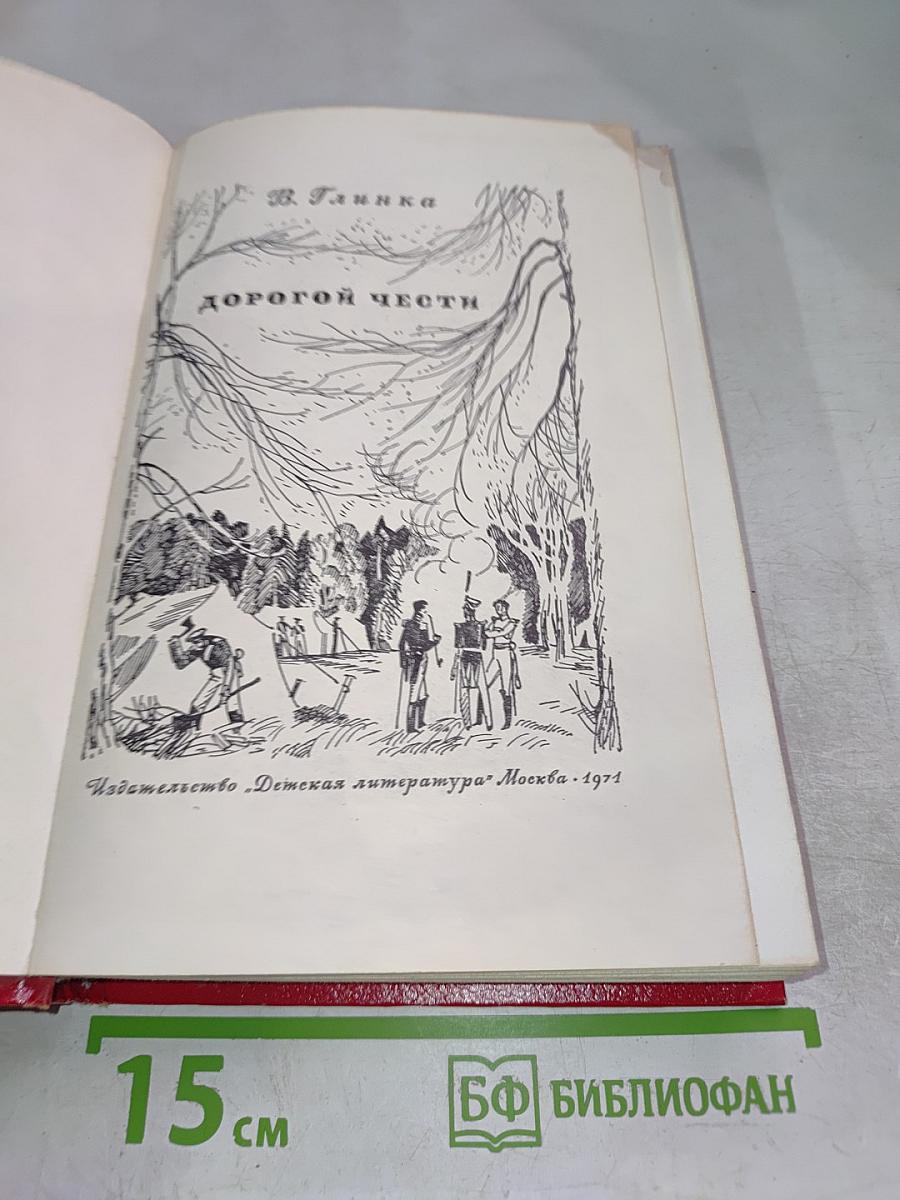 В. Глинка
ДОРОГОЙ ЧЕСТИ
Издательство „Детская литература" Москва · 1971
15 см
БФ БИБЛИОФАН